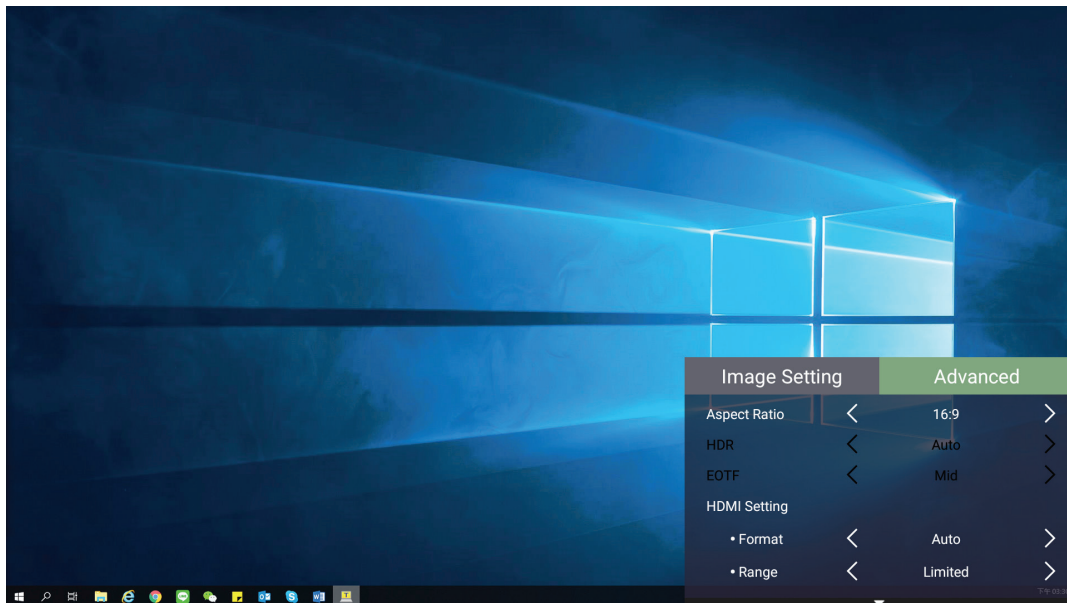 Image Setting Advanced
Aspect Ratio 16:9
HDR Auto
EOTF Mid
HDMI Setting
• Format Auto
• Range Limited